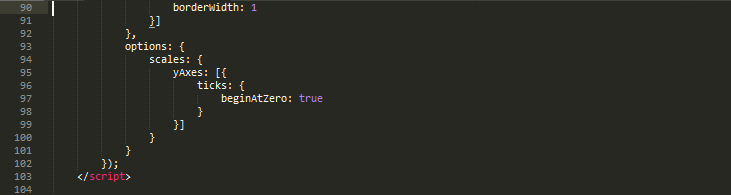 90 borderWidth: 1
91 }]
92 },
93 options: {
94 scales: {
95 yAxes: [{
96 ticks: {
97 beginAtZero: true
98 }
99 }]
100 }
101 }
102 });
103 </script>
104